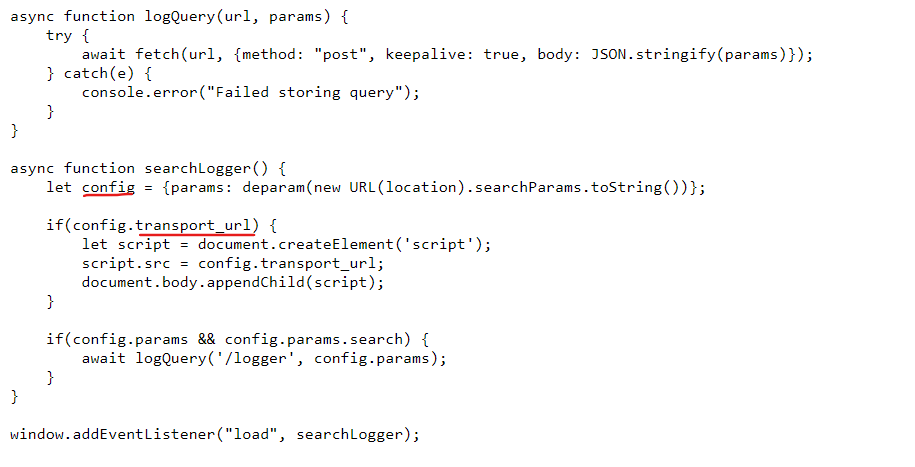 async function logQuery(url, params) {
    try {
        await fetch(url, {method: "post", keepalive: true, body: JSON.stringify(params)});
    } catch(e) {
        console.error("Failed storing query");
    }
}

async function searchLogger() {
    let config = {params: deparam(new URL(location).searchParams.toString())};

    if(config.transport_url) {
        let script = document.createElement('script');
        script.src = config.transport_url;
        document.body.appendChild(script);
    }

    if(config.params && config.params.search) {
        await logQuery('/logger', config.params);
    }
}

window.addEventListener("load", searchLogger);